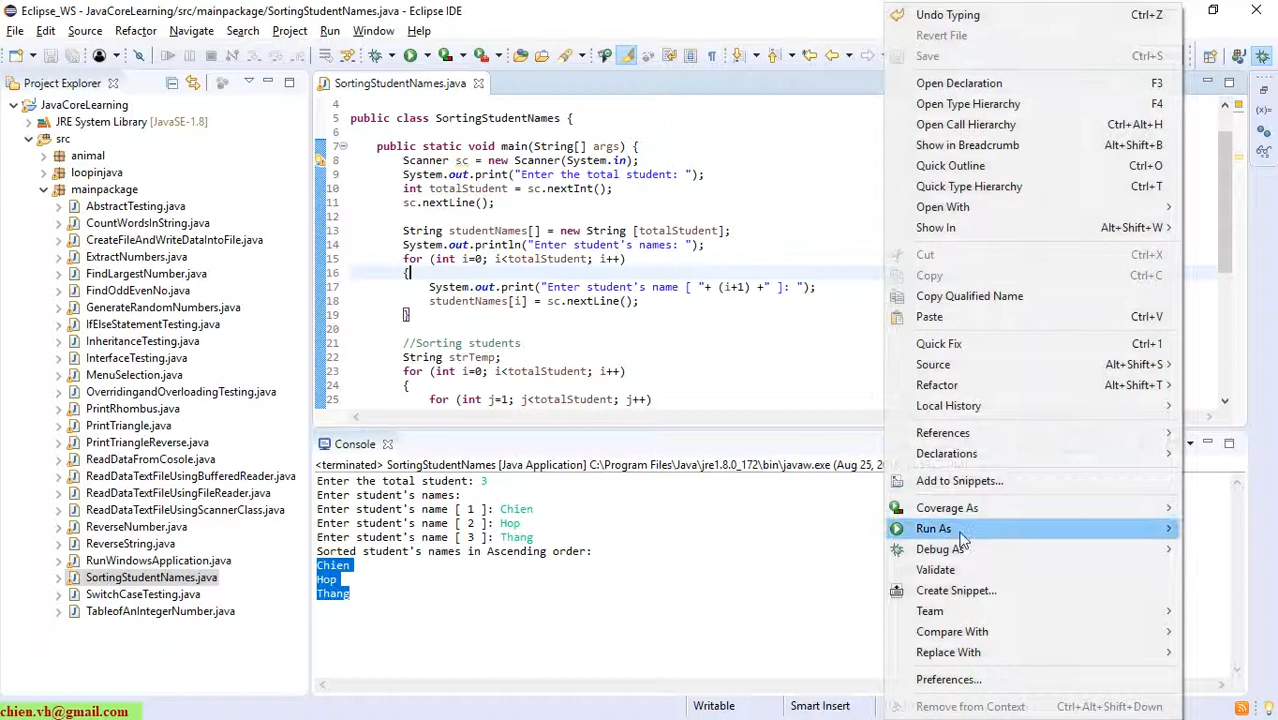 Eclipse_WS - JavaCoreLearning/src/mainpackage/SortingStudentNames.java - Eclipse IDE
File Edit Source Refactor Navigate Search Project Run Window Help
Project Explorer
JavaCoreLearning
JRE System Library [JavaSE-1.8]
src
animal
loopinjava
mainpackage
AbstractTesting.java
CountWordsInString.java
CreateFileAndWriteDataIntoFile.java
ExtractNumbers.java
FindLargestNumber.java
FindOddEvenNo.java
GenerateRandomNumbers.java
IfElseStatementTesting.java
InheritanceTesting.java
InterfaceTesting.java
MenuSelection.java
OverridingandOverloadingTesting.java
PrintRhombus.java
PrintTriangle.java
PrintTriangleReverse.java
ReadDataFromCosole.java
ReadDataTextFileUsingBufferedReader.java
ReadDataTextFileUsingFileReader.java
ReadDataTextFileUsingScannerClass.java
ReverseNumber.java
ReverseString.java
RunWindowsApplication.java
SortingStudentNames.java
SwitchCaseTesting.java
TableofAnIntegerNumber.java
SortingStudentNames.java
4
5 public class SortingStudentNames {
6
7 public static void main(String[] args) {
8 Scanner sc = new Scanner(System.in);
9 System.out.print("Enter the total student: ");
10 int totalStudent = sc.nextInt();
11 sc.nextLine();
12
13 String studentNames[] = new String [totalStudent];
14 System.out.println("Enter student's names: ");
15 for (int i=0; i<totalStudent; i++)
16 {
17 System.out.print("Enter student's name [ "+ (i+1) +" ]: ");
18 studentNames[i] = sc.nextLine();
19 }
20
21 //Sorting students
22 String strTemp;
23 for (int i=0; i<totalStudent; i++)
24 {
25 for (int j=1; j<totalStudent; j++)
Console
<terminated> SortingStudentNames [Java Application] C:\Program Files\Java\jre1.8.0_172\bin\javaw.exe (Aug 25,
Enter the total student: 3
Enter student's names:
Enter student's name [ 1 ]: Chien
Enter student's name [ 2 ]: Hop
Enter student's name [ 3 ]: Thang
Sorted student's names in Ascending order:
Chien
Hop
Thang
Undo Typing Ctrl+Z
Revert File
Save Ctrl+S
Open Declaration F3
Open Type Hierarchy F4
Open Call Hierarchy Ctrl+Alt+H
Show in Breadcrumb Alt+Shift+B
Quick Outline Ctrl+O
Quick Type Hierarchy Ctrl+T
Open With
Show In Alt+Shift+W
Cut Ctrl+X
Copy Ctrl+C
Copy Qualified Name
Paste Ctrl+V
Quick Fix Ctrl+1
Source Alt+Shift+S
Refactor Alt+Shift+T
Local History
References
Declarations
Add to Snippets...
Coverage As
Run As
Debug As
Validate
Create Snippet...
Team
Compare With
Replace With
Preferences...
Remove from Context Ctrl+Alt+Shift+Down
chien.vh@gmail.com
Writable
Smart Insert